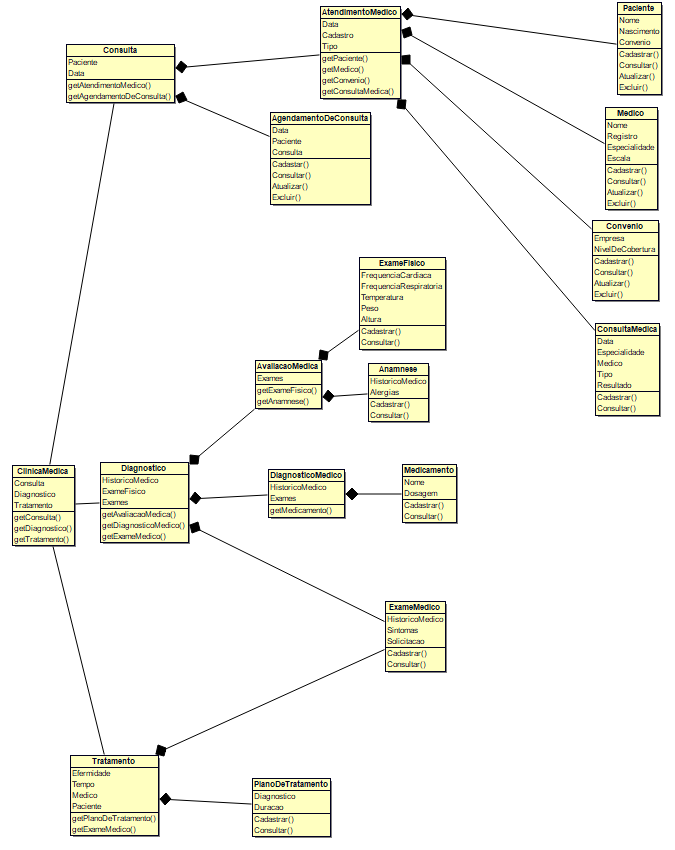 Consulta
Paciente
Data
getAtendimentoMedico()
getAgendamentoDeConsulta()
AtendimentoMedico
Data
Cadastro
Tipo
getPaciente()
getMedico()
getConvenio()
getConsultaMedica()
Paciente
Nome
Nascimento
Convenio
Cadastrar()
Consultar()
Atualizar()
Excluir()
AgendamentoDeConsulta
Data
Paciente
Consulta
Cadastar()
Consultar()
Atualizar()
Excluir()
Medico
Nome
Registro
Especialidade
Escala
Cadastrar()
Consultar()
Atualizar()
Excluir()
Convenio
Empresa
NivelDeCobertura
Cadastrar()
Consultar()
Atualizar()
Excluir()
ConsultaMedica
Data
Especialidade
Medico
Tipo
Resultado
Cadastrar()
Consultar()
ExameFisico
FrequenciaCardiaca
FrequenciaRespiratoria
Temperatura
Peso
Altura
Cadastrar()
Consultar()
AvaliacaoMedica
Exames
getExameFisico()
getAnamnese()
Anamnese
HistoricoMedico
Alergias
Cadastrar()
Consultar()
ClinicaMedica
Consulta
Diagnostico
Tratamento
getConsulta()
getDiagnostico()
getTratamento()
Diagnostico
HistoricoMedico
ExameFisico
Exames
getAvaliacaoMedica()
getDiagnosticoMedico()
getExameMedico()
DiagnosticoMedico
HistoricoMedico
Exames
getMedicamento()
Medicamento
Nome
Dosagem
Cadastrar()
Consultar()
ExameMedico
HistoricoMedico
Sintomas
Solicitacao
Cadastrar()
Consultar()
Tratamento
Efermidade
Tempo
Medico
Paciente
getPlanoDeTratamento()
getExameMedico()
PlanoDeTratamento
Diagnostico
Duracao
Cadastrar()
Consultar()